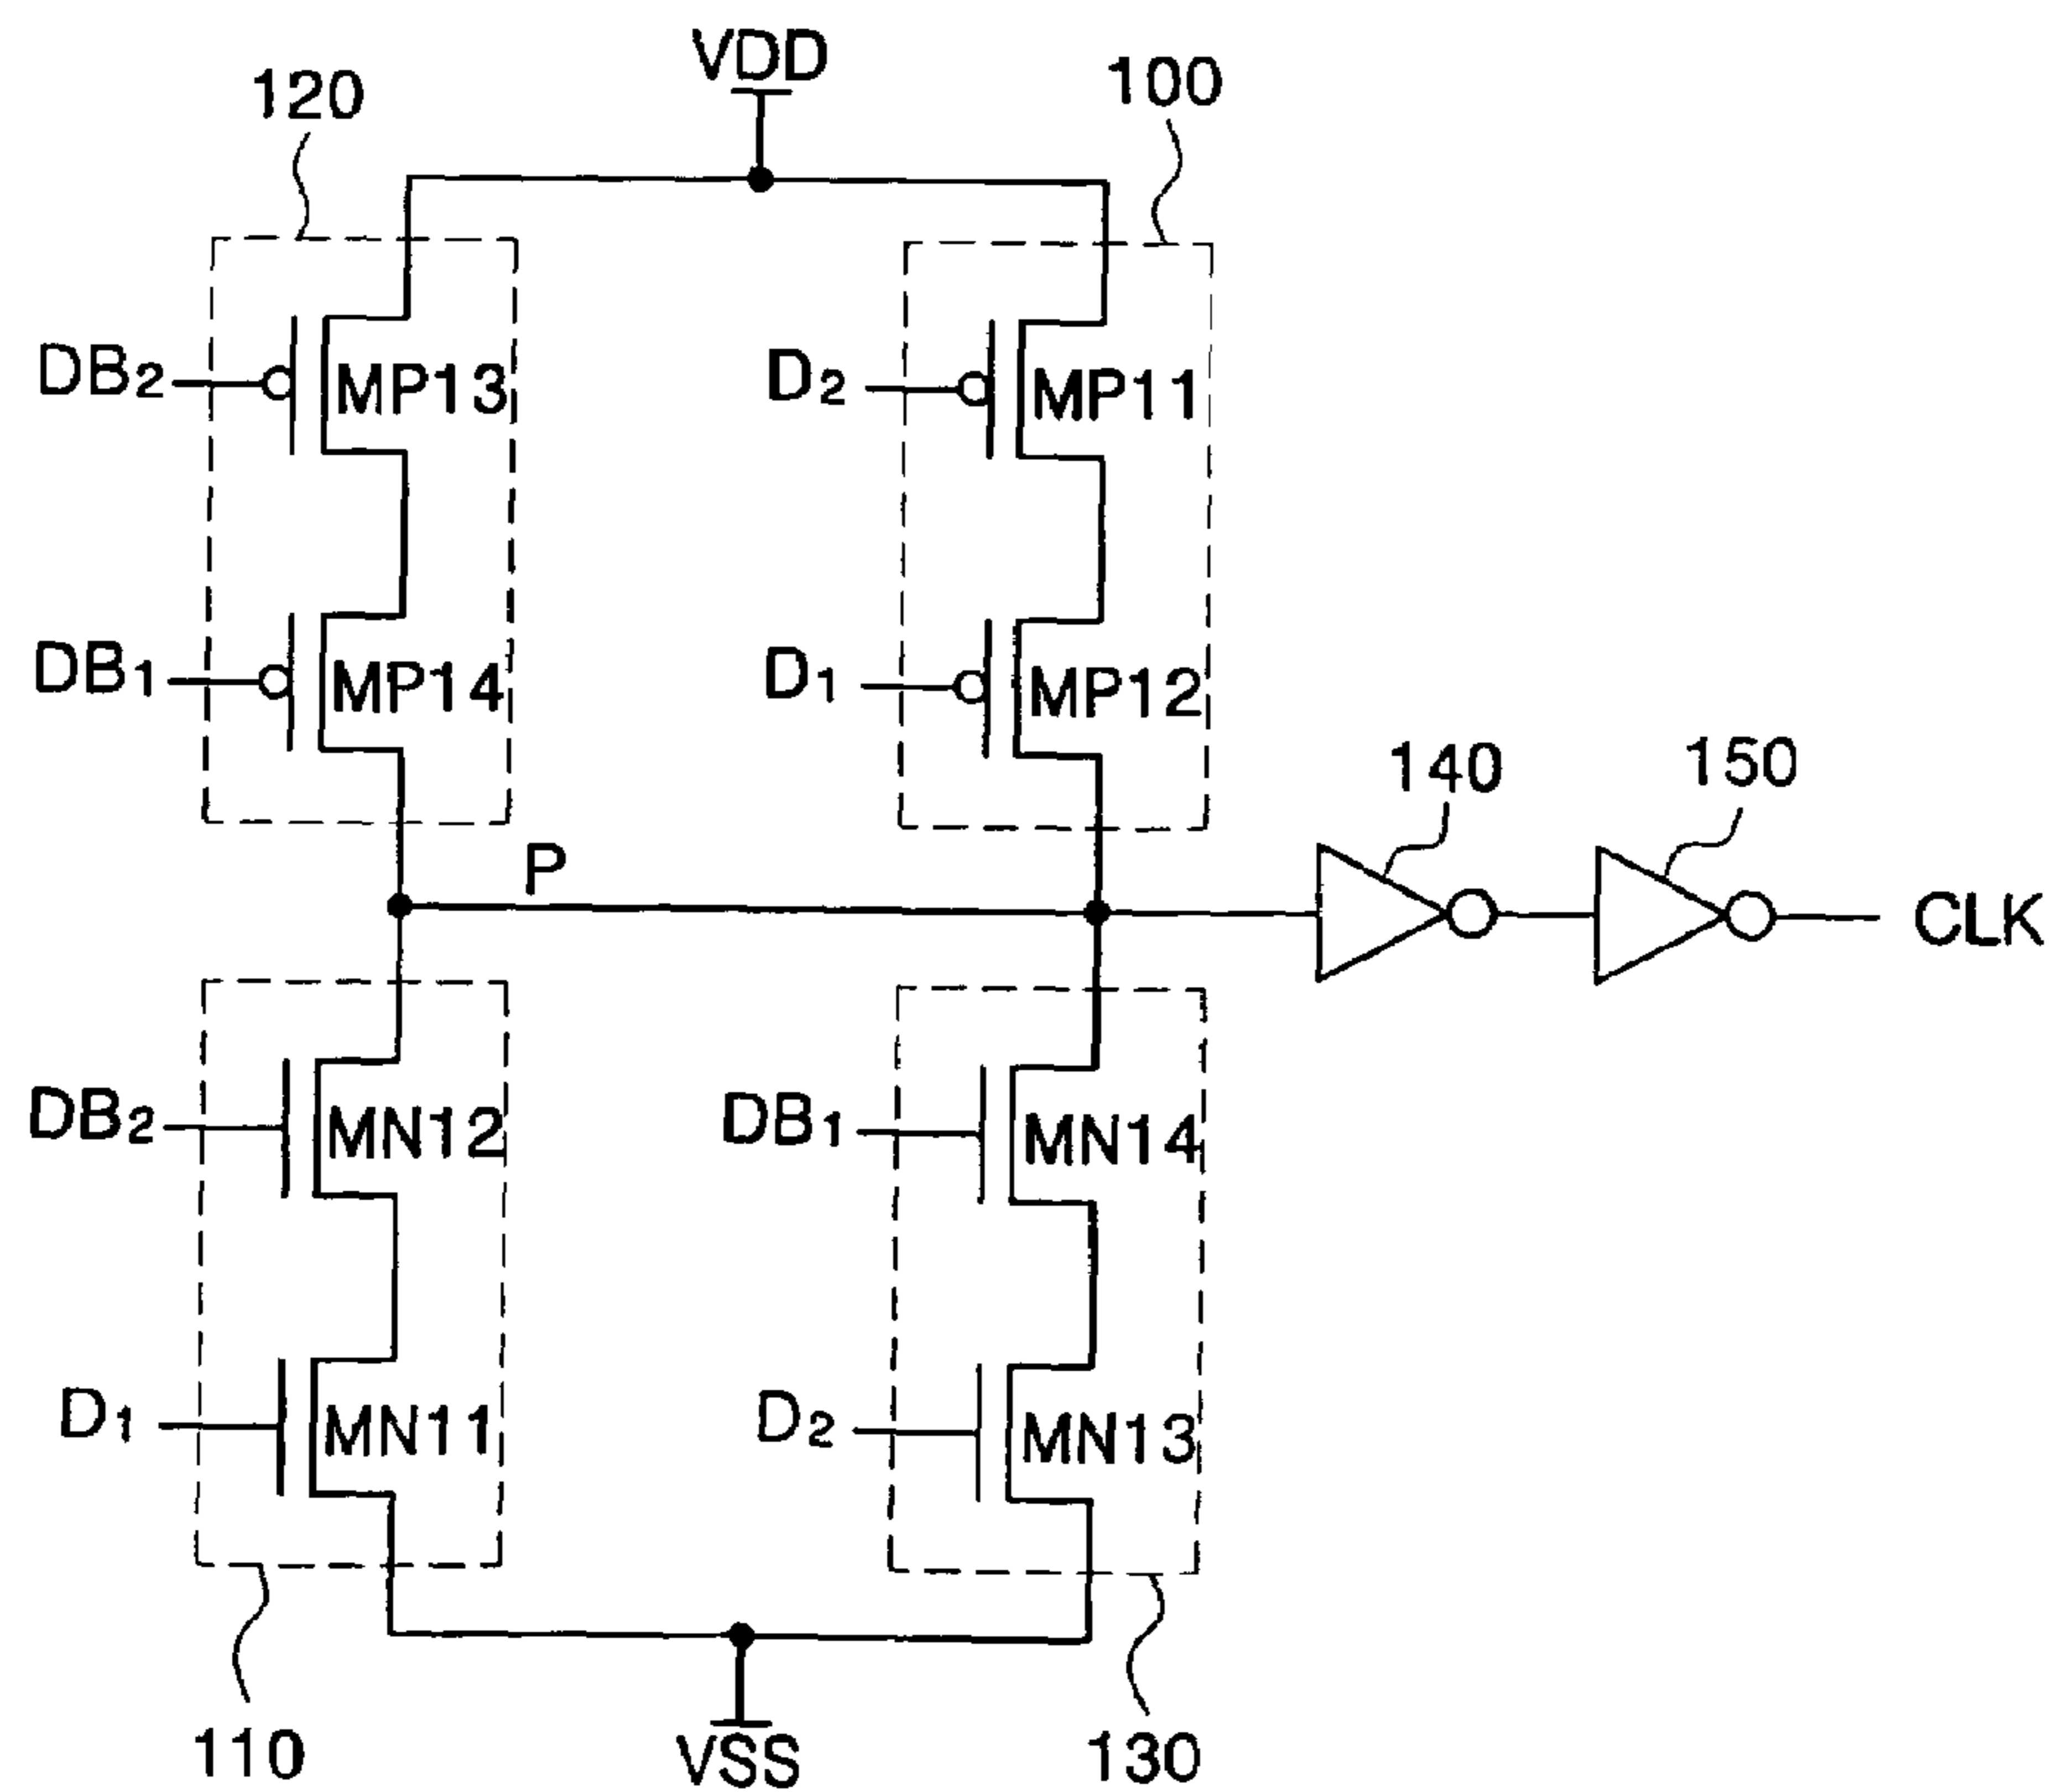 VDD
120
100
DB2
MP13
D2
MP11
DB1
MP14
D1
MP12
140
150
P
CLK
DB2
MN12
DB1
MN14
D1
MN11
D2
MN13
110
VSS
130